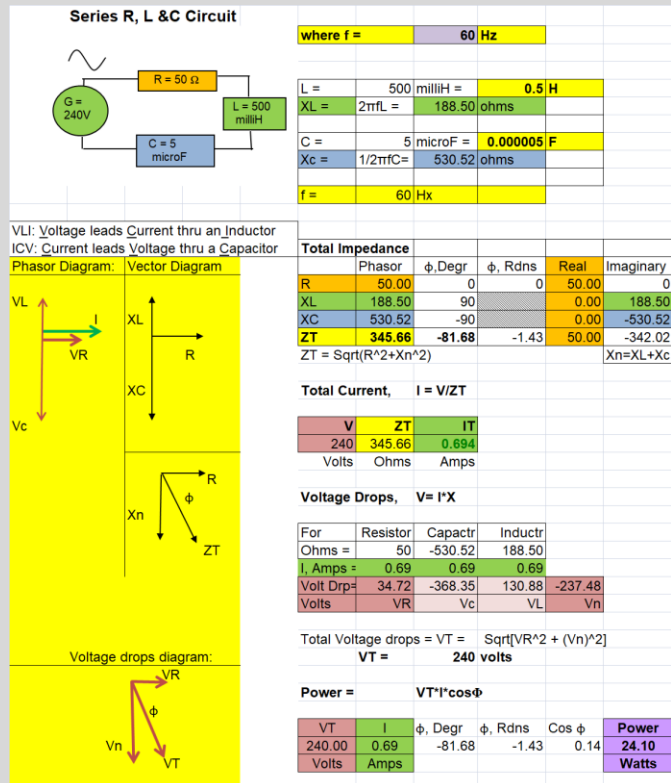 Series R, L &C Circuit
where f = 60 Hz
R = 50 Ω
G =
240V
L = 500
milliH
C = 5
microF
L = 500 milliH = 0.5 H
XL = 2πfL = 188.50 ohms
C = 5 microF = 0.000005 F
Xc = 1/2πfC= 530.52 ohms
f = 60 Hx
VLI: Voltage leads Current thru an Inductor
ICV: Current leads Voltage thru a Capacitor
Phasor Diagram: Vector Diagram
VL
I
VR
Vc
XL
R
XC
R
ϕ
Xn
ZT
Voltage drops diagram:
VR
ϕ
Vn
VT
Total Impedance
Phasor ϕ,Degr ϕ, Rdns Real Imaginary
R 50.00 0 0 50.00 0
XL 188.50 90 0.00 188.50
XC 530.52 -90 0.00 -530.52
ZT 345.66 -81.68 -1.43 50.00 -342.02
ZT = Sqrt(R^2+Xn^2) Xn=XL+Xc
Total Current, I = V/ZT
V ZT IT
240 345.66 0.694
Volts Ohms Amps
Voltage Drops, V= I*X
For Resistor Capactr Inductr
Ohms = 50 -530.52 188.50
I, Amps = 0.69 0.69 0.69
Volt Drp= 34.72 -368.35 130.88 -237.48
Volts VR Vc VL Vn
Total Voltage drops = VT = Sqrt[VR^2 + (Vn)^2]
VT = 240 volts
Power = VT*I*cosΦ
VT I ϕ, Degr ϕ, Rdns Cos ϕ Power
240.00 0.69 -81.68 -1.43 0.14 24.10
Volts Amps Watts